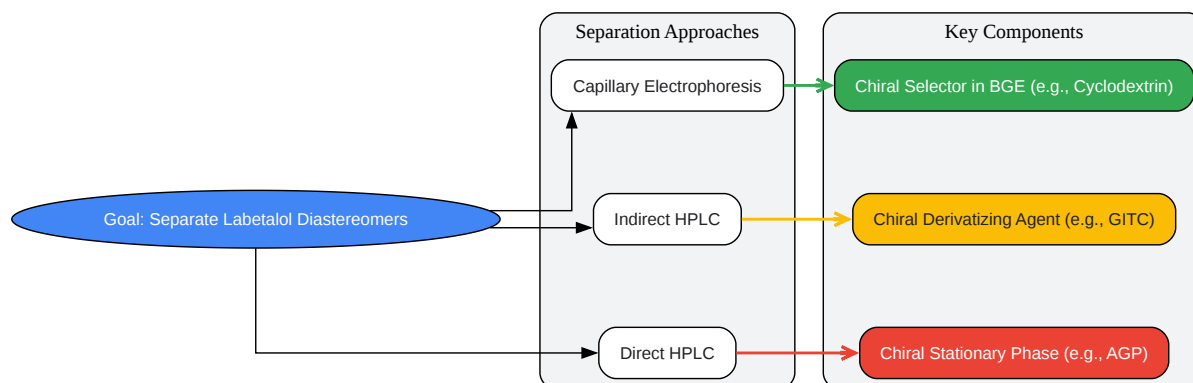 Separation Approaches
Key Components
Capillary Electrophoresis
Chiral Selector in BGE (e.g., Cyclodextrin)
Goal: Separate Labetalol Diastereomers
Indirect HPLC
Chiral Derivatizing Agent (e.g., GITC)
Direct HPLC
Chiral Stationary Phase (e.g., AGP)